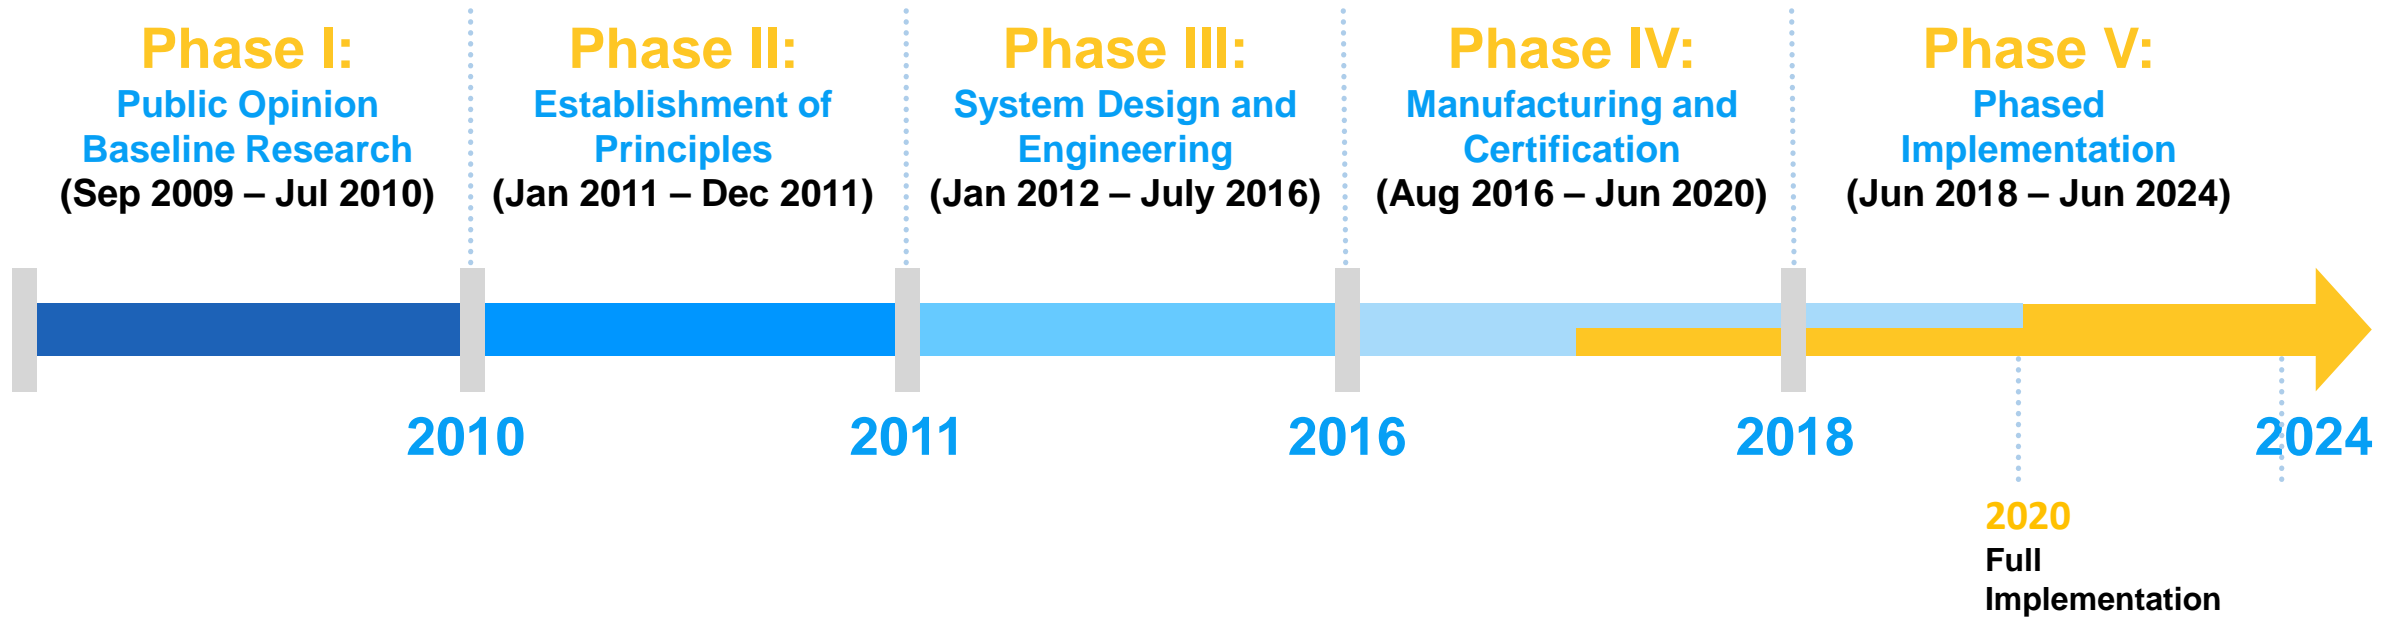 Phase I:
Public Opinion
Baseline Research
(Sep 2009 – Jul 2010)
Phase II:
Establishment of
Principles
(Jan 2011 – Dec 2011)
Phase III:
System Design and
Engineering
(Jan 2012 – July 2016)
Phase IV:
Manufacturing and
Certification
(Aug 2016 – Jun 2020)
Phase V:
Phased
Implementation
(Jun 2018 – Jun 2024)
2010
2011
2016
2018
2024
2020
Full
Implementation